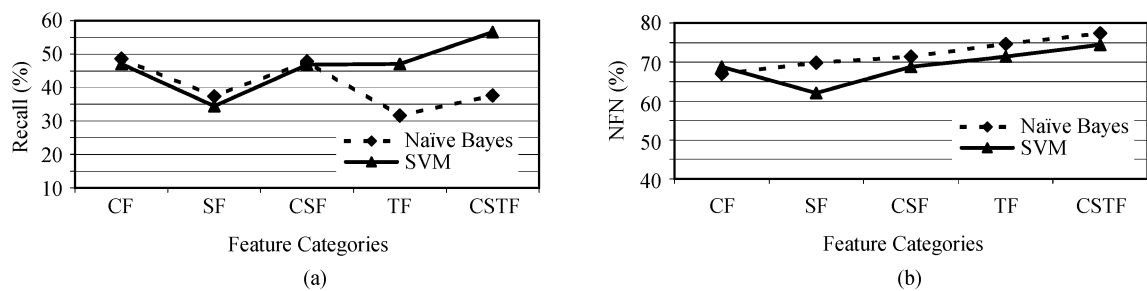 60
50
40
30
20
10
Recall (%)
Naïve Bayes
SVM
CF SF CSF TF CSTF
Feature Categories
(a)
80
70
60
50
40
NFN (%)
Naïve Bayes
SVM
CF SF CSF TF CSTF
Feature Categories
(b)